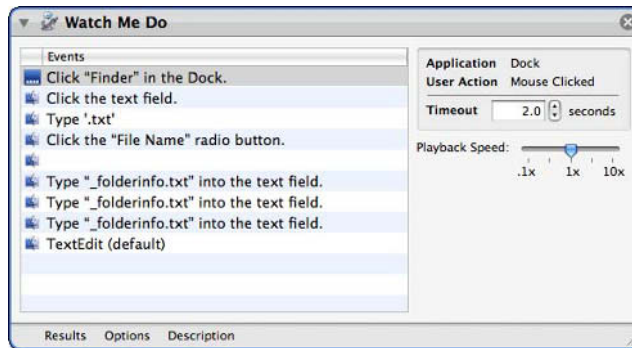 Watch Me Do
Events
Click "Finder" in the Dock.
Click the text field.
Type '.txt'
Click the "File Name" radio button.
Type "_folderinfo.txt" into the text field.
Type "_folderinfo.txt" into the text field.
Type "_folderinfo.txt" into the text field.
TextEdit (default)
Application Dock
User Action Mouse Clicked
Timeout 2.0 seconds
Playback Speed:
.1x 1x 10x
Results Options Description